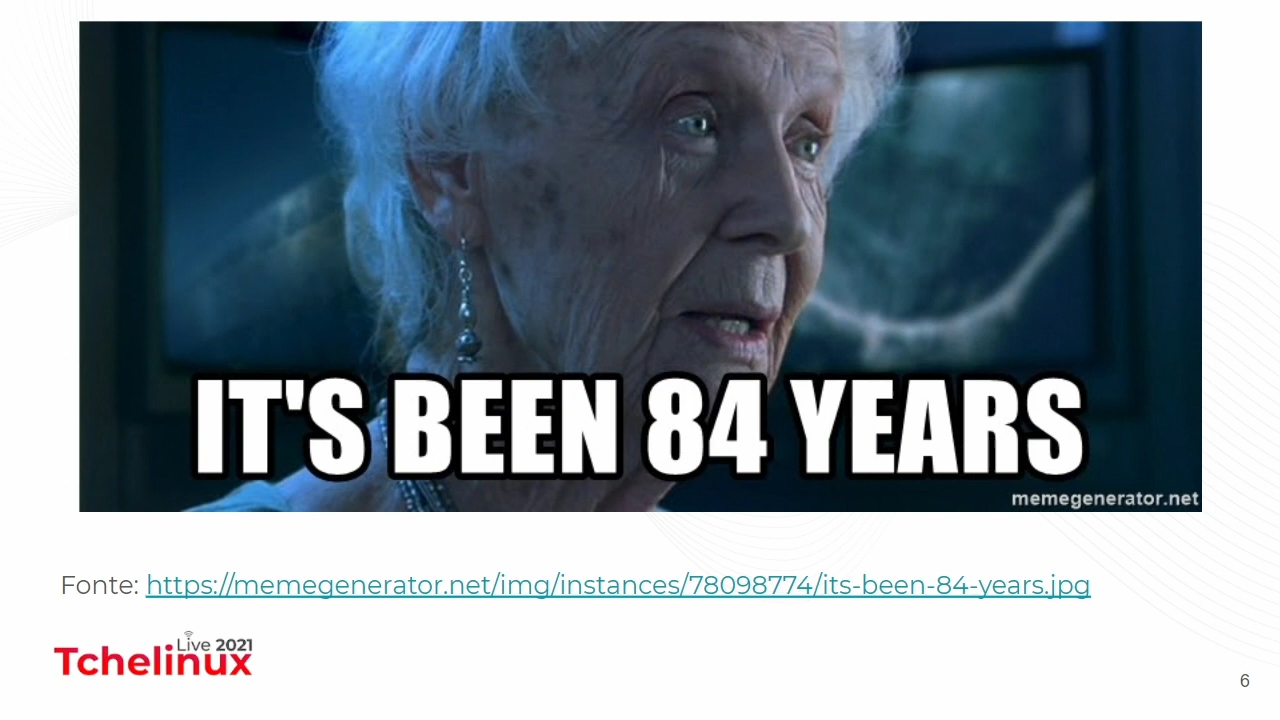 IT'S BEEN 84 YEARS
memegenerator.net
Fonte: https://memegenerator.net/img/instances/78098774/its-been-84-years.jpg
Live 2021
Tchelinux
6